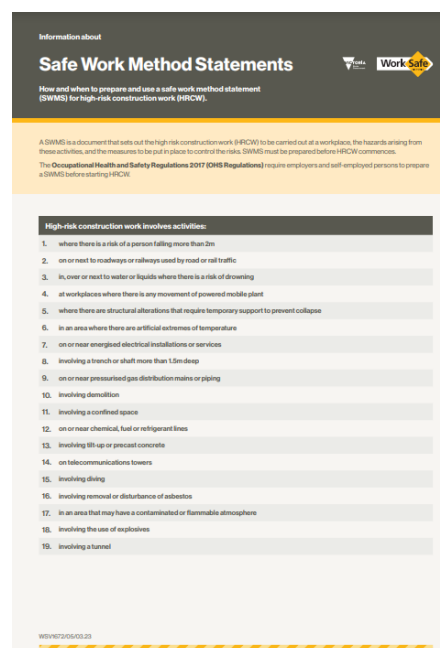 Information about
Safe Work Method Statements
VICTORIA
WorkSafe
How and when to prepare and use a safe work method statement
(SWMS) for high-risk construction work (HRCW).
A SWMS is a document that sets out the high risk construction work (HRCW) to be carried out at a workplace, the hazards arising from
these activities, and the measures to be put in place to control the risks. SWMS must be prepared before HRCW commences.
The Occupational Health and Safety Regulations 2017 (OHS Regulations) require employers and self-employed persons to prepare
a SWMS before starting HRCW.
High-risk construction work involves activities:
1. where there is a risk of a person falling more than 2m
2. on or next to roadways or railways used by road or rail traffic
3. in, over or next to water or liquids where there is a risk of drowning
4. at workplaces where there is any movement of powered mobile plant
5. where there are structural alterations that require temporary support to prevent collapse
6. in an area where there are artificial extremes of temperature
7. on or near energised electrical installations or services
8. involving a trench or shaft more than 1.5m deep
9. on or near pressurised gas distribution mains or piping
10. involving demolition
11. involving a confined space
12. on or near chemical, fuel or refrigerant lines
13. involving tilt-up or precast concrete
14. on telecommunications towers
15. involving diving
16. involving removal or disturbance of asbestos
17. in an area that may have a contaminated or flammable atmosphere
18. involving the use of explosives
19. involving a tunnel
WSV1672/05/03.23